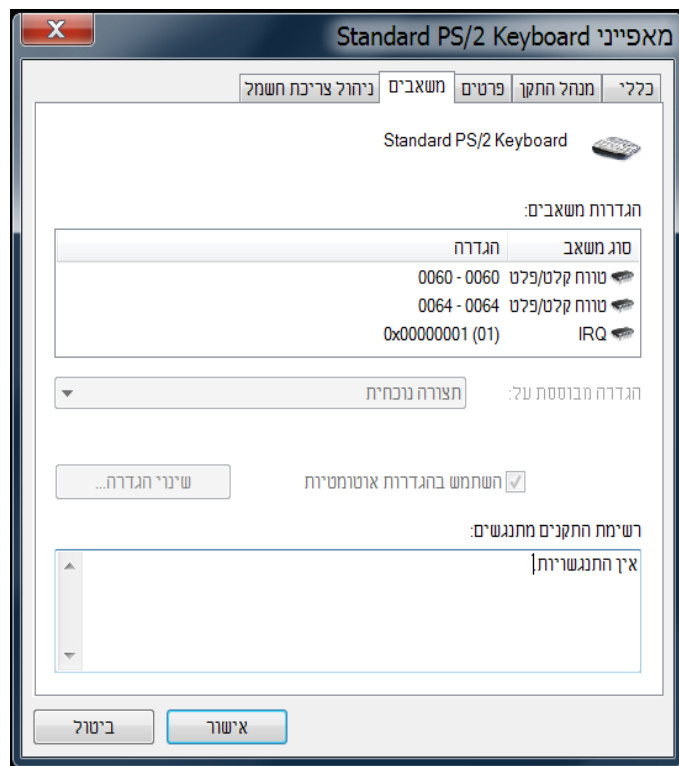 מאפייני Standard PS/2 Keyboard
X
כללי מנהל התקן פרטים משאבים ניהול צריכת חשמל
Standard PS/2 Keyboard
הגדרות משאבים:
סוג משאב הגדרה
טווח קלט/פלט 0060 - 0060
טווח קלט/פלט 0064 - 0064
IRQ 0x00000001 (01)
הגדרה מבוססת על: תצורה נוכחית
השתמש בהגדרות אוטומטיות שינוי הגדרה...
רשימת התקנים מתנגשים:
אין התנגשויות.
אישור ביטול